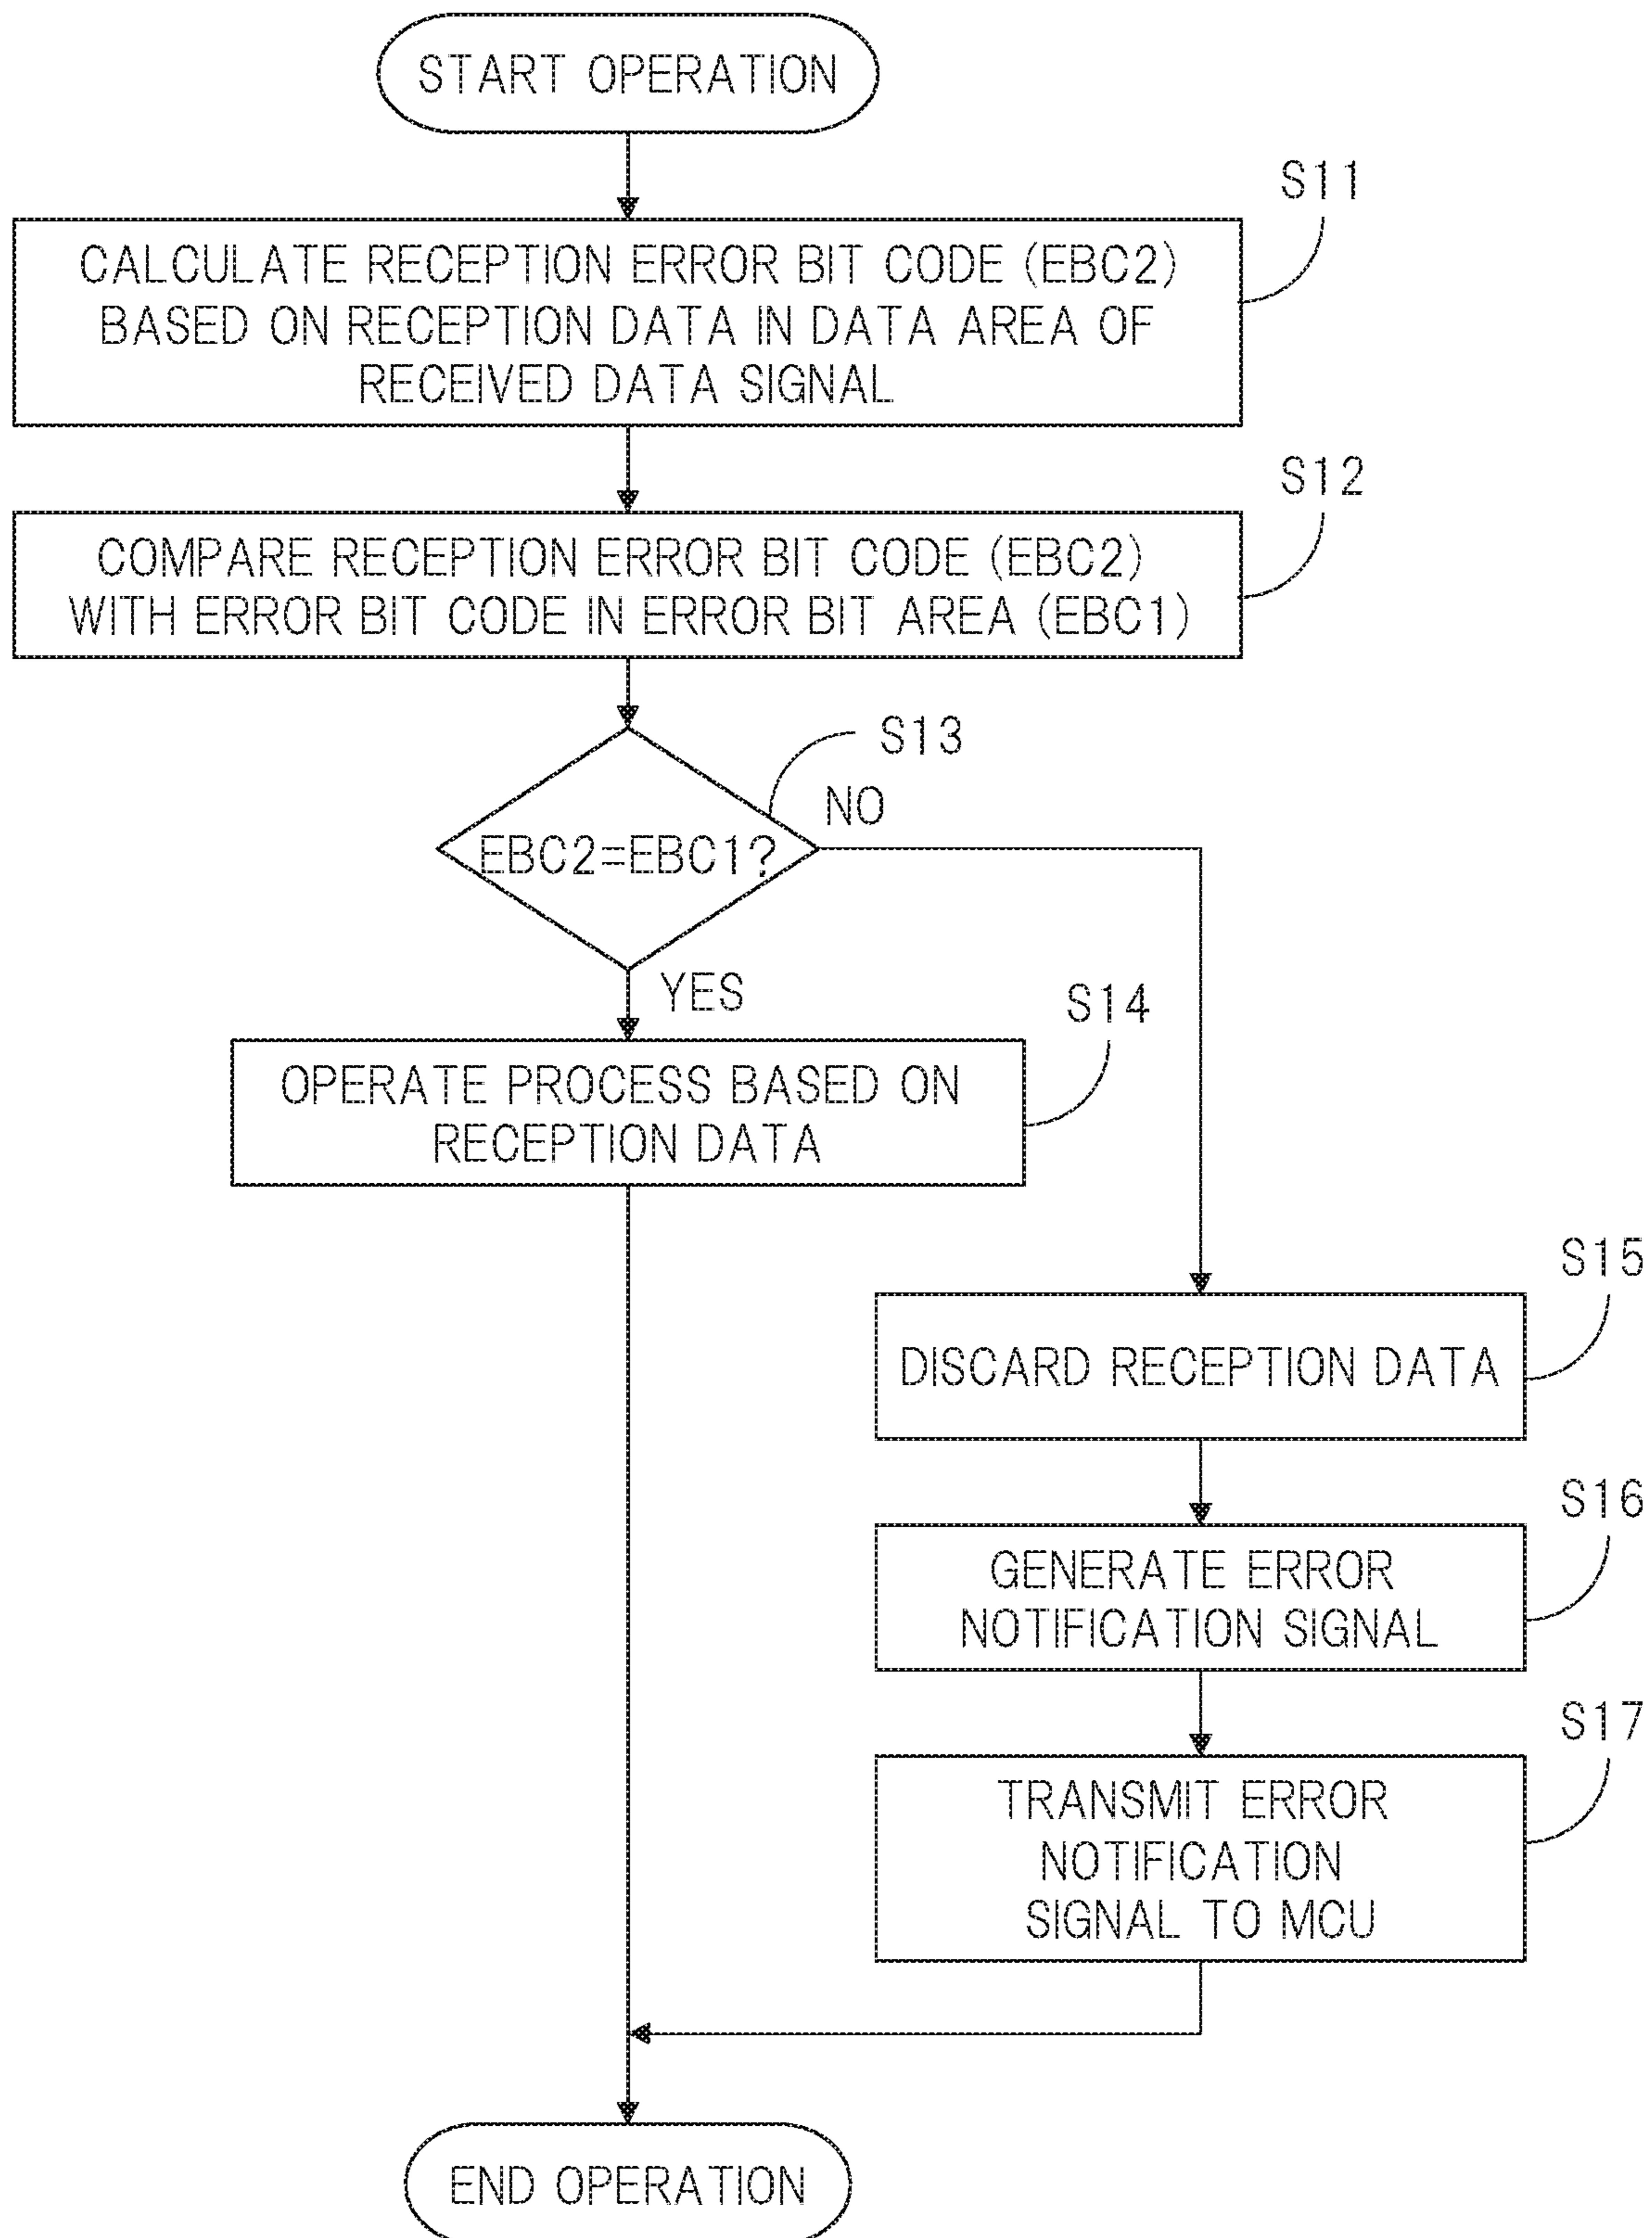 START OPERATION
S11
CALCULATE RECEPTION ERROR BIT CODE (EBC2)
BASED ON RECEPTION DATA IN DATA AREA OF
RECEIVED DATA SIGNAL
S12
COMPARE RECEPTION ERROR BIT CODE (EBC2)
WITH ERROR BIT CODE IN ERROR BIT AREA (EBC1)
S13
NO
EBC2=EBC1?
YES
S14
OPERATE PROCESS BASED ON
RECEPTION DATA
S15
DISCARD RECEPTION DATA
S16
GENERATE ERROR
NOTIFICATION SIGNAL
S17
TRANSMIT ERROR
NOTIFICATION
SIGNAL TO MCU
END OPERATION